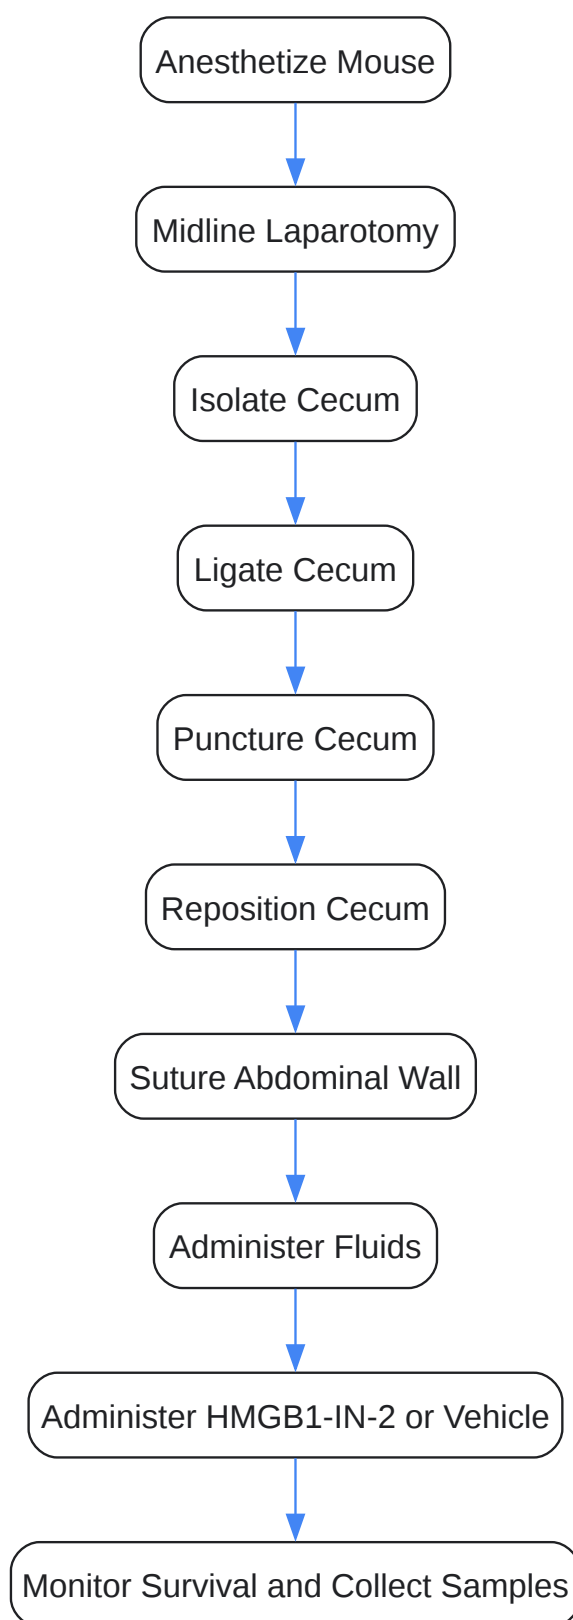 Anesthetize Mouse
Midline Laparotomy
Isolate Cecum
Ligate Cecum
Puncture Cecum
Reposition Cecum
Suture Abdominal Wall
Administer Fluids
Administer HMGB1-IN-2 or Vehicle
Monitor Survival and Collect Samples